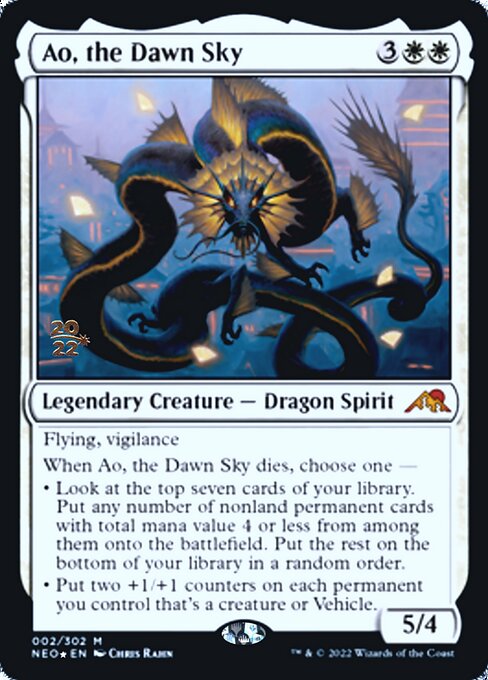 Ao, the Dawn Sky 3
20
22
Legendary Creature — Dragon Spirit
Flying, vigilance
When Ao, the Dawn Sky dies, choose one —
• Look at the top seven cards of your library.
Put any number of nonland permanent cards
with total mana value 4 or less from among
them onto the battlefield. Put the rest on the
bottom of your library in a random order.
• Put two +1/+1 counters on each permanent
you control that's a creature or Vehicle.
5/4
002/302 M
NEO★EN Chris Rahn
™ & © 2022 Wizards of the Coast